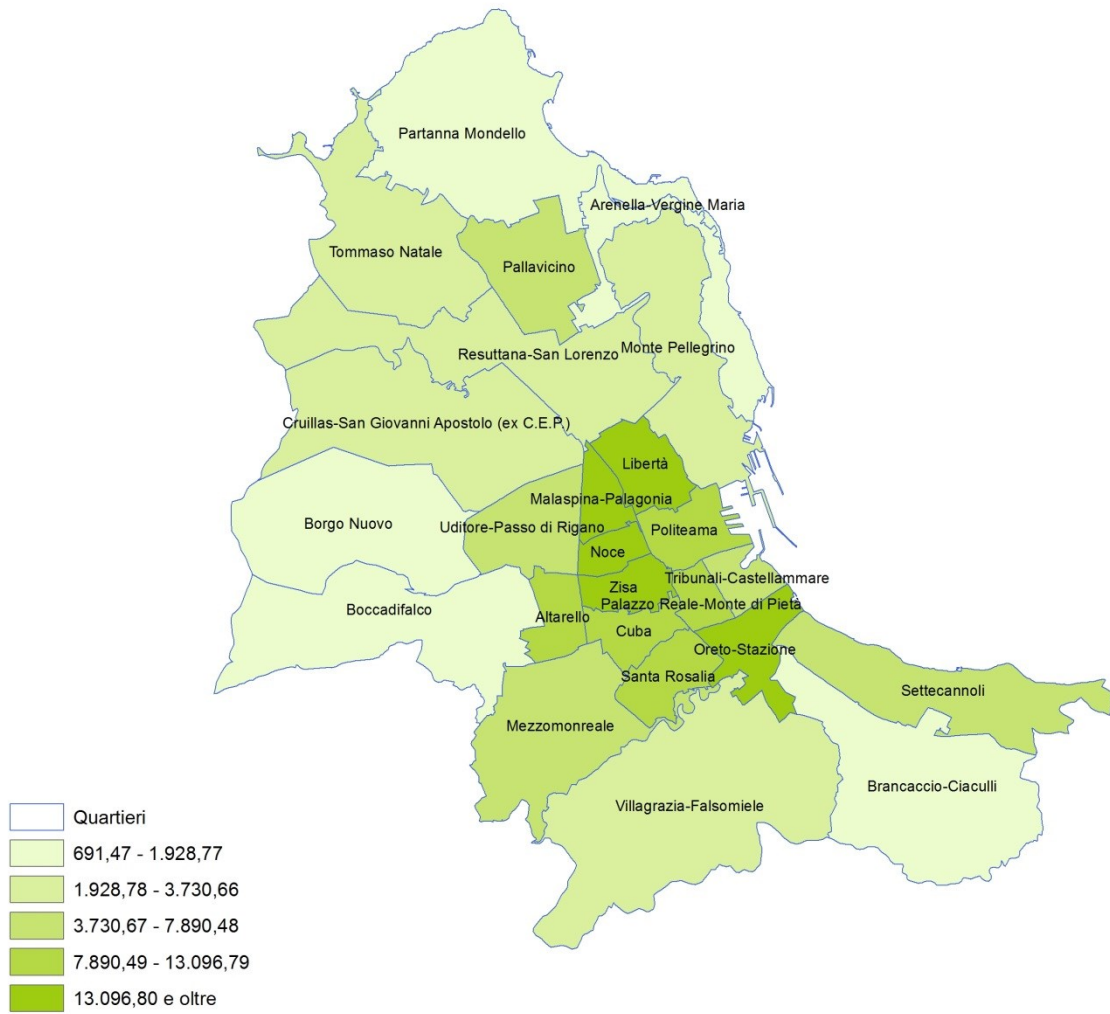 Partanna Mondello
Arenella-Vergine Maria
Tommaso Natale
Pallavicino
Resuttana-San Lorenzo
Monte Pellegrino
Cruillas-San Giovanni Apostolo (ex C.E.P.)
Libertà
Malaspina-Palagonia
Borgo Nuovo
Uditore-Passo di Rigano
Politeama
Noce
Tribunali-Castellammare
Zisa
Palazzo Reale-Monte di Pietà
Boccadifalco
Altarello
Cuba
Oreto-Stazione
Santa Rosalia
Settecannoli
Mezzomonreale
Brancaccio-Ciaculli
Villagrazia-Falsomiele
Quartieri
691,47 - 1.928,77
1.928,78 - 3.730,66
3.730,67 - 7.890,48
7.890,49 - 13.096,79
13.096,80 e oltre